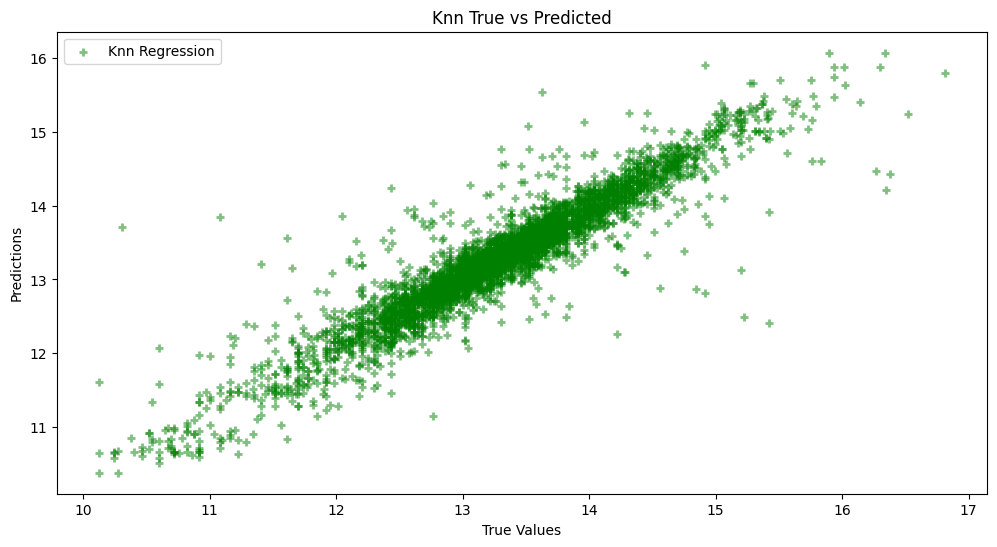 Knn True vs Predicted
Knn Regression
Predictions
16
15
14
13
12
11
10 11 12 13 14 15 16 17
True Values